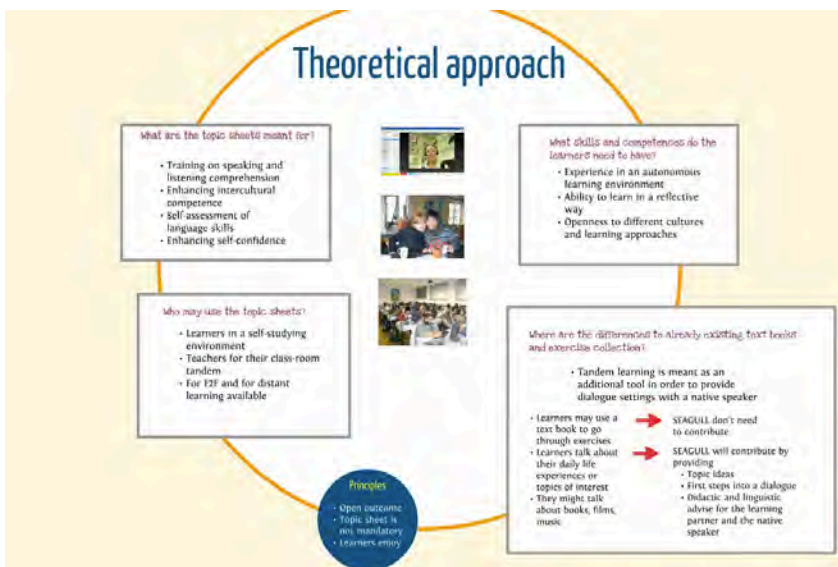 Theoretical approach
What are the topic sheets meant for?
• Training on speaking and
listening comprehension
• Enhancing intercultural
competence
• Self-assessment of
language skills
• Enhancing self-confidence
What skills and competences do the
learners need to have?
• Experience in an autonomous
learning environment
• Ability to learn in a reflective
way
• Openness to different cultures
and learning approaches
Who may use the topic sheets?
• Learners in a self-studying
environment
• Teachers for their class-room
tandem
• For F2F and for distant
learning available
Where are the differences to already existing text books
and exercise collection?
• Tandem learning is meant as an
additional tool in order to provide
dialogue settings with a native speaker
• Learners may use a
text book to go
through exercises
• Learners talk about
their daily life
experiences or
topics of interest
• They might talk
about books, films,
music
SEAGULL don't need
to contribute
SEAGULL will contribute by
providing
• Topic ideas
• First steps into a dialogue
• Didactic and linguistic
advise for the learning
partner and the native
speaker
Principles
• Open outcome
• Topic sheet is
not mandatory
• Learners enjoy